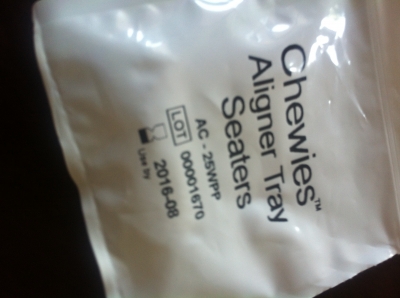 Chewies™
Aligner Tray
Seaters
AC - 25WPP
LOT 00001670
2016-08
Use by